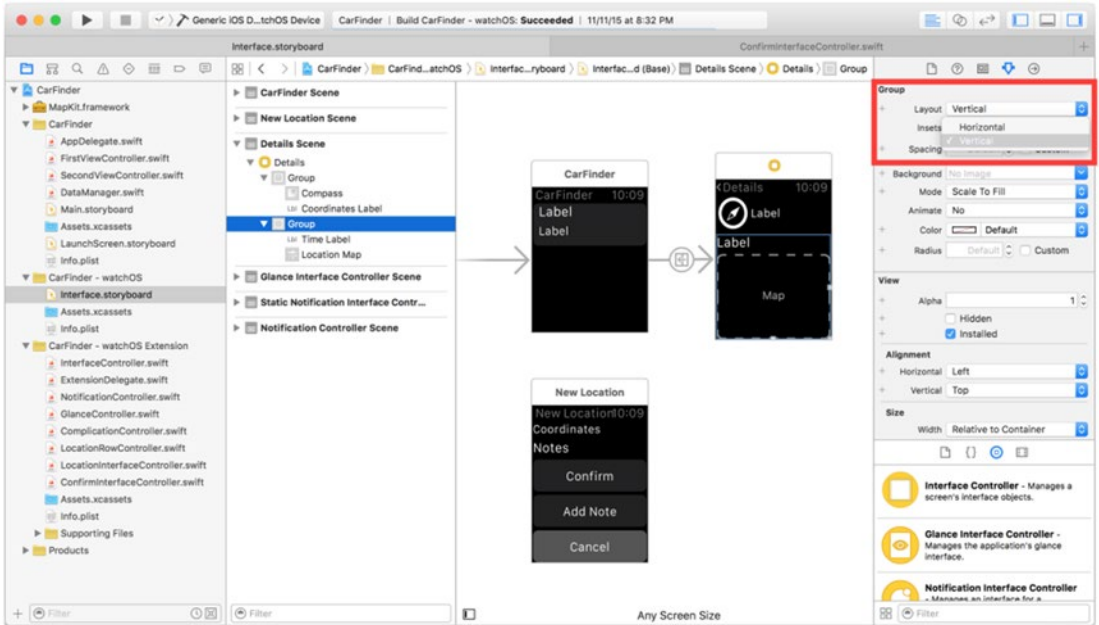 Generic iOS D...tchOS Device
CarFinder | Build CarFinder - watchOS: Succeeded | 11/11/15 at 8:32 PM
Interface.storyboard
ConfirmInterfaceController.swift
CarFinder
MapKit.framework
CarFinder
AppDelegate.swift
FirstViewController.swift
SecondViewController.swift
DataManager.swift
Main.storyboard
Assets.xcassets
LaunchScreen.storyboard
Info.plist
CarFinder - watchOS
Interface.storyboard
Assets.xcassets
Info.plist
CarFinder - watchOS Extension
InterfaceController.swift
ExtensionDelegate.swift
NotificationController.swift
GlanceController.swift
ComplicationController.swift
LocationRowController.swift
LocationInterfaceController.swift
ConfirmInterfaceController.swift
Assets.xcassets
Info.plist
Supporting Files
Products
Filter
CarFinder
CarFind...atchOS
Interfac...ryboard
Interfac...d (Base)
Details Scene
Details
Group
CarFinder Scene
New Location Scene
Details Scene
Details
Group
Compass
Lbl Coordinates Label
Group
Lbl Time Label
Location Map
Glance Interface Controller Scene
Static Notification Interface Contr...
Notification Controller Scene
Filter
CarFinder
CarFinder 10:09
Label
Label
<Details 10:09
Label
Label
Map
New Location
New Location10:09
Coordinates
Notes
Confirm
Add Note
Cancel
Any Screen Size
Group
Layout Vertical
Insets
Horizontal
Vertical
Spacing
Custom
Background No Image
Mode Scale To Fill
Animate No
Color Default
Radius Default Custom
View
Alpha 1
Hidden
Installed
Alignment
Horizontal Left
Vertical Top
Size
Width Relative to Container
Interface Controller - Manages a
screen's interface objects.
Glance Interface Controller -
Manages the application's glance
interface.
Notification Interface Controller
- Manages an interface for a
Filter